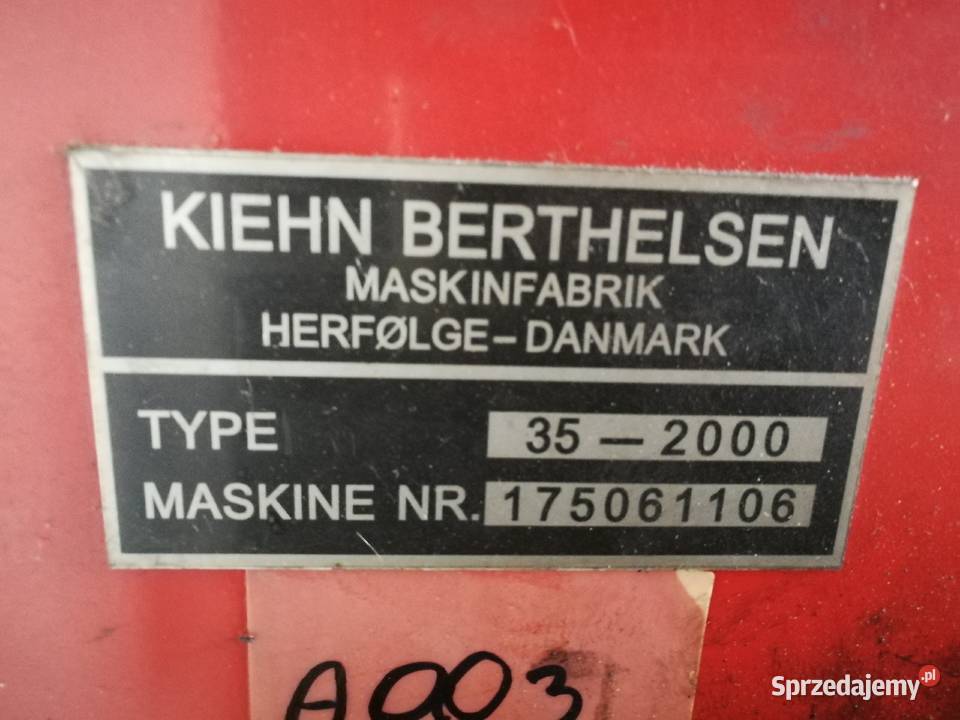 KIEHN BERTHELSEN
MASKINFABRIK
HERFØLGE-DANMARK
TYPE 35-2000
MASKINE NR. 175061106
A003
Sprzedajemy.pl